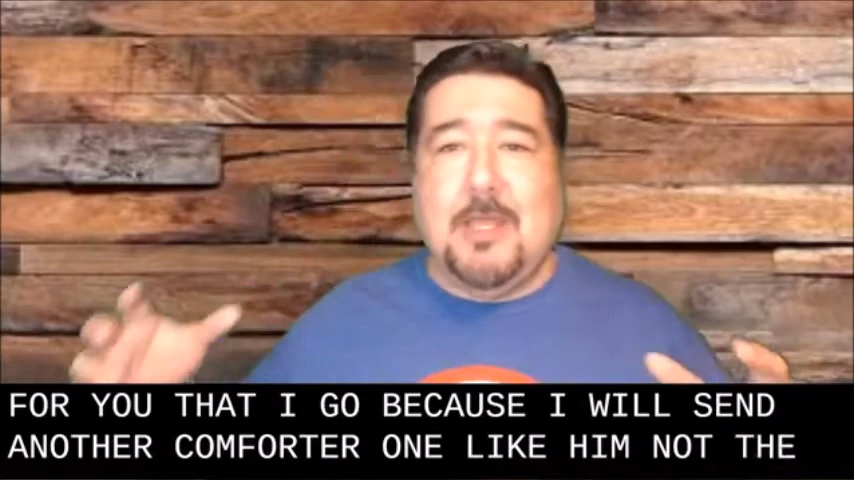 FOR YOU THAT I GO BECAUSE I WILL SEND
ANOTHER COMFORTER ONE LIKE HIM NOT THE